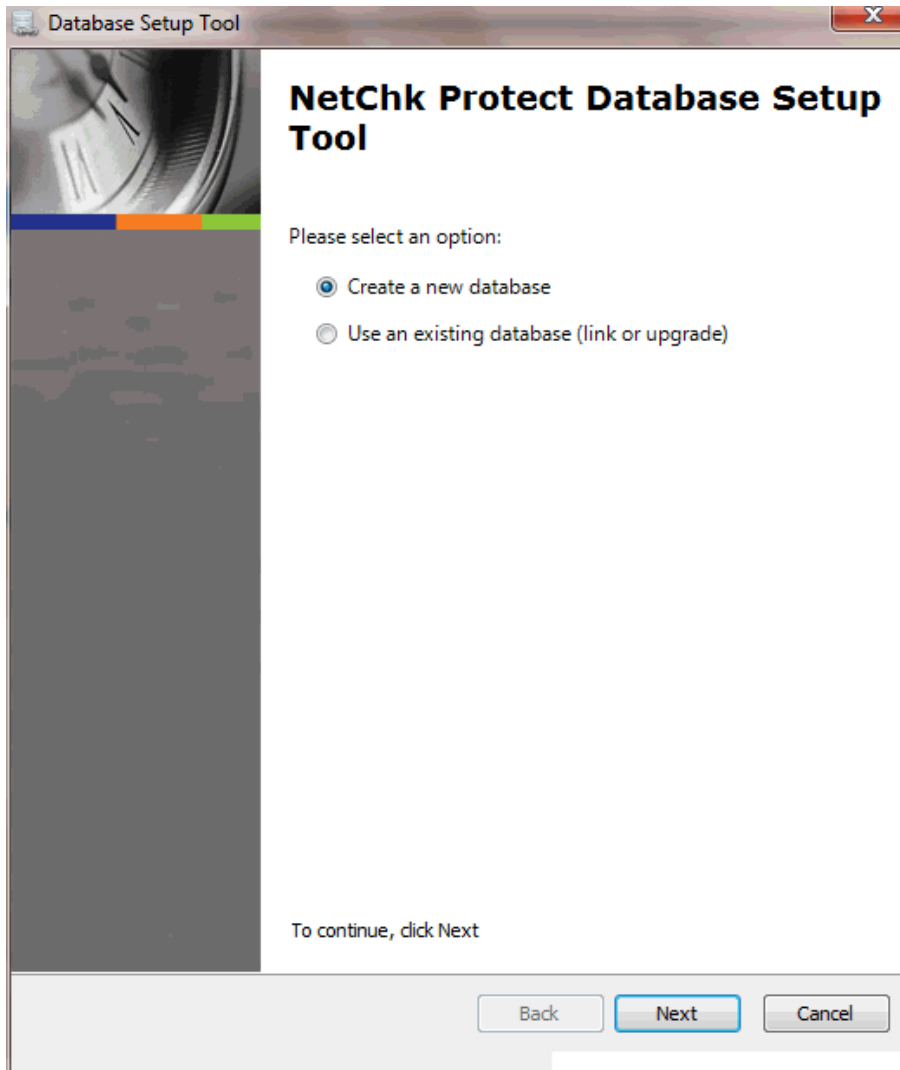 Database Setup Tool
NetChk Protect Database Setup
Tool
Please select an option:
Create a new database
Use an existing database (link or upgrade)
To continue, click Next
Back
Next
Cancel